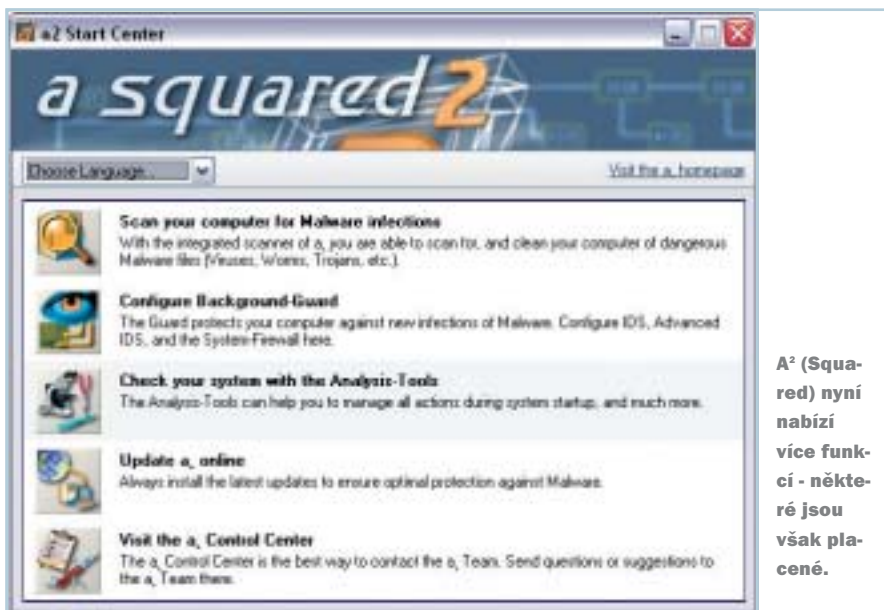 a2 Start Center
a squared 2
Choose Language...
Visit the a² homepage
Scan your computer for Malware infections
With the integrated scanner of a², you are able to scan for, and clean your computer of dangerous
Malware files (Viruses, Worms, Trojans, etc.).
Configure Background-Guard
The Guard protects your computer against new infections of Malware. Configure IDS, Advanced
IDS, and the System-Firewall here.
Check your system with the Analysis-Tools
The Analysis-Tools can help you to manage all actions during system startup, and much more.
Update a² online
Always install the latest updates to ensure optimal protection against Malware.
Visit the a² Control Center
The a² Control Center is the best way to contact the a² Team. Send questions or suggestions to
the a² Team there.
A² (Squa-
red) nyní
nabízí
více funk-
cí - někte-
ré jsou
však pla-
cené.